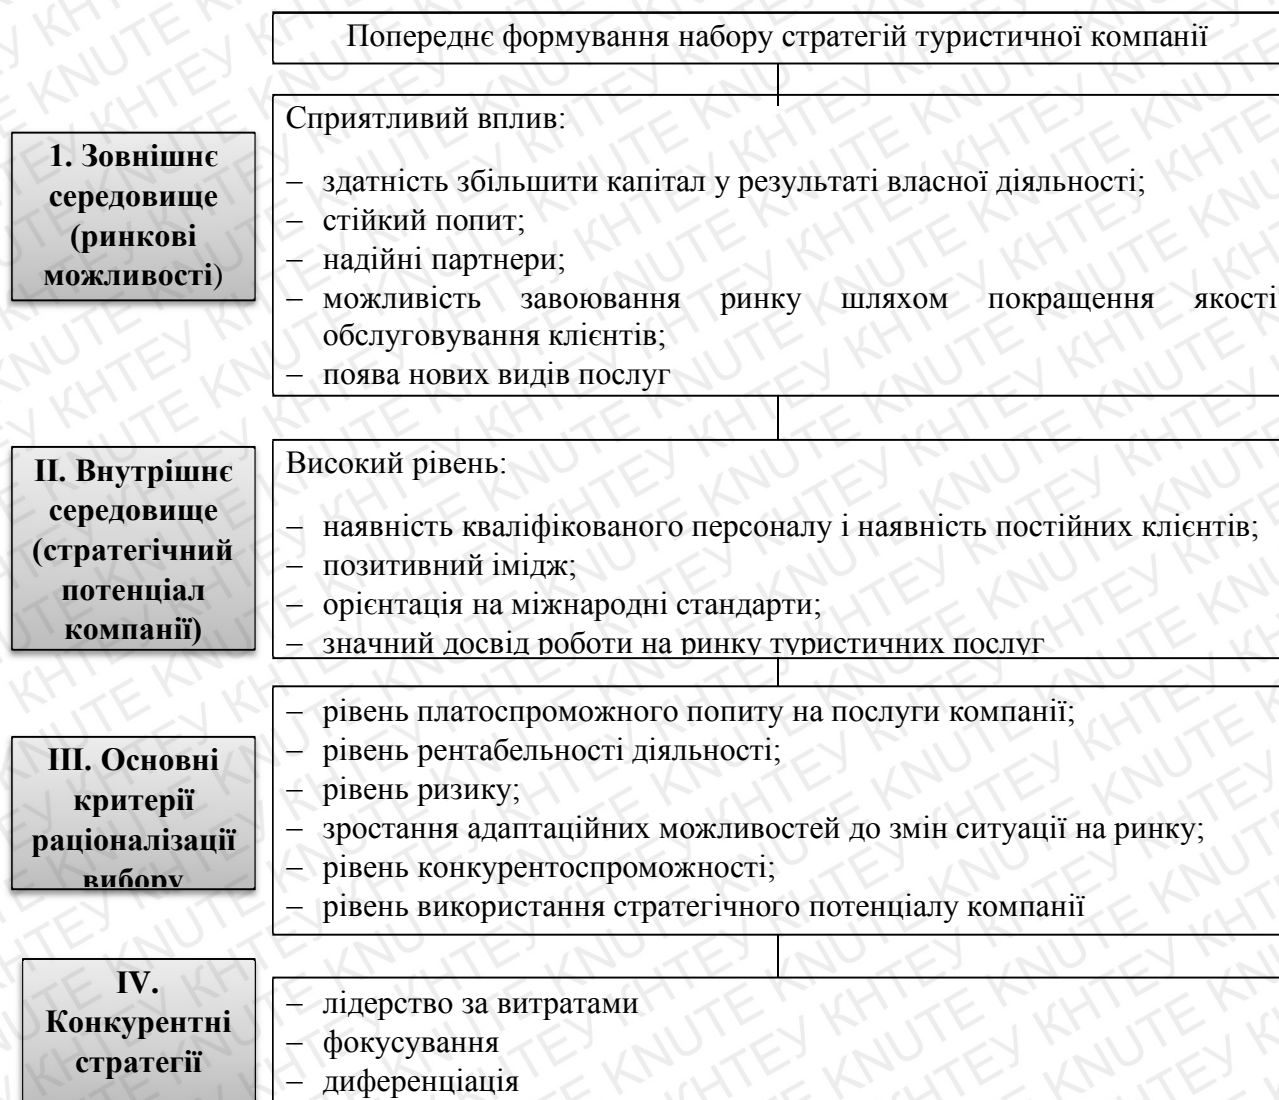 Попереднє формування набору стратегій туристичної компанії
1. Зовнішнє
середовище
(ринкові
можливості)
Сприятливий вплив:
– здатність збільшити капітал у результаті власної діяльності;
– стійкий попит;
– надійні партнери;
– можливість завоювання ринку шляхом покращення якості
обслуговування клієнтів;
– поява нових видів послуг
ІІ. Внутрішнє
середовище
(стратегічний
потенціал
компанії)
Високий рівень:
– наявність кваліфікованого персоналу і наявність постійних клієнтів;
– позитивний імідж;
– орієнтація на міжнародні стандарти;
– значний досвід роботи на ринку туристичних послуг
ІІІ. Основні
критерії
раціоналізації
вибору
– рівень платоспроможного попиту на послуги компанії;
– рівень рентабельності діяльності;
– рівень ризику;
– зростання адаптаційних можливостей до змін ситуації на ринку;
– рівень конкурентоспроможності;
– рівень використання стратегічного потенціалу компанії
IV.
Конкурентні
стратегії
– лідерство за витратами
– фокусування
– диференціація